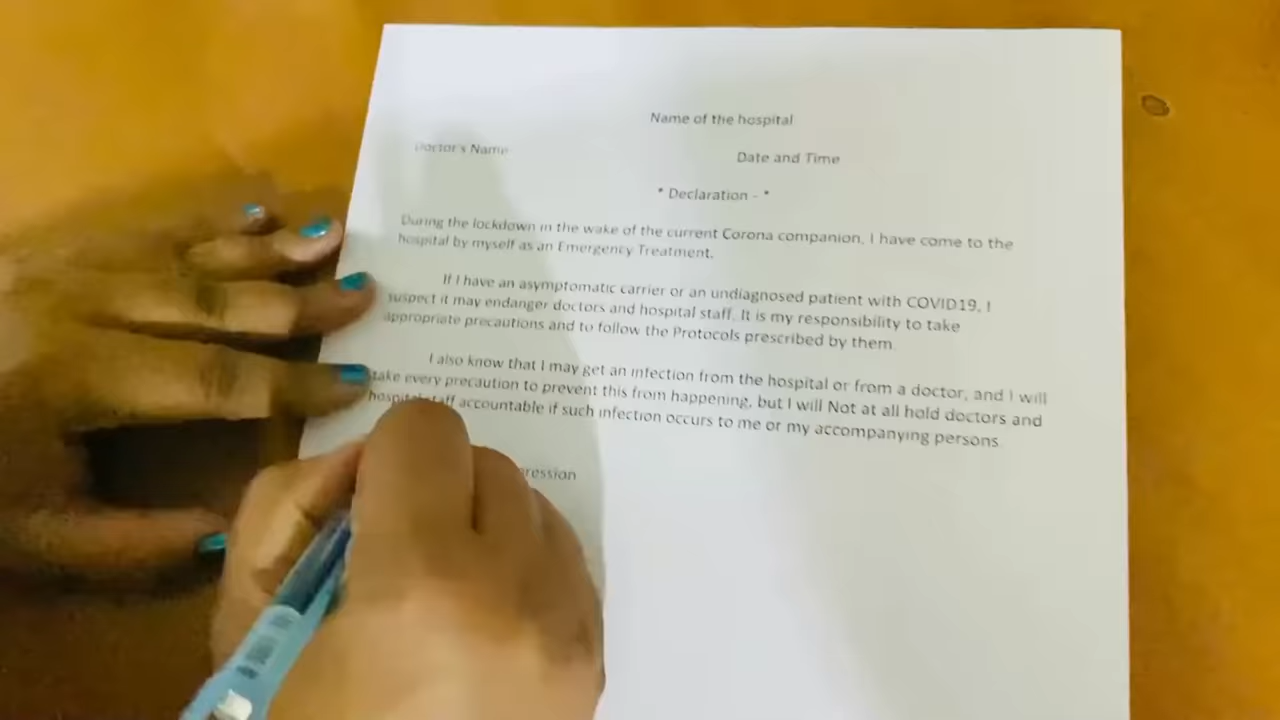 Name of the hospital
Doctor's Name
Date and Time
* Declaration - *
During the lockdown in the wake of the current Corona companion, I have come to the
hospital by myself as an Emergency Treatment.
If I have an asymptomatic carrier or an undiagnosed patient with COVID19, I
suspect it may endanger doctors and hospital staff. It is my responsibility to take
appropriate precautions and to follow the Protocols prescribed by them.
I also know that I may get an infection from the hospital or from a doctor, and I will
take every precaution to prevent this from happening, but I will Not at all hold doctors and
hospital staff accountable if such infection occurs to me or my accompanying persons.